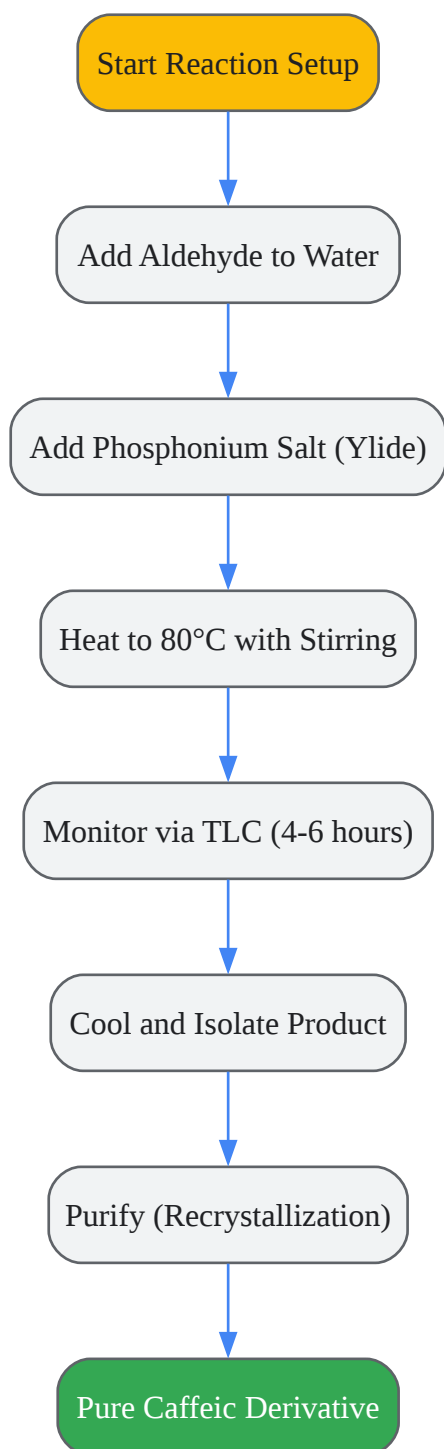 Start Reaction Setup
Add Aldehyde to Water
Add Phosphonium Salt (Ylide)
Heat to 80°C with Stirring
Monitor via TLC (4-6 hours)
Cool and Isolate Product
Purify (Recrystallization)
Pure Caffeic Derivative